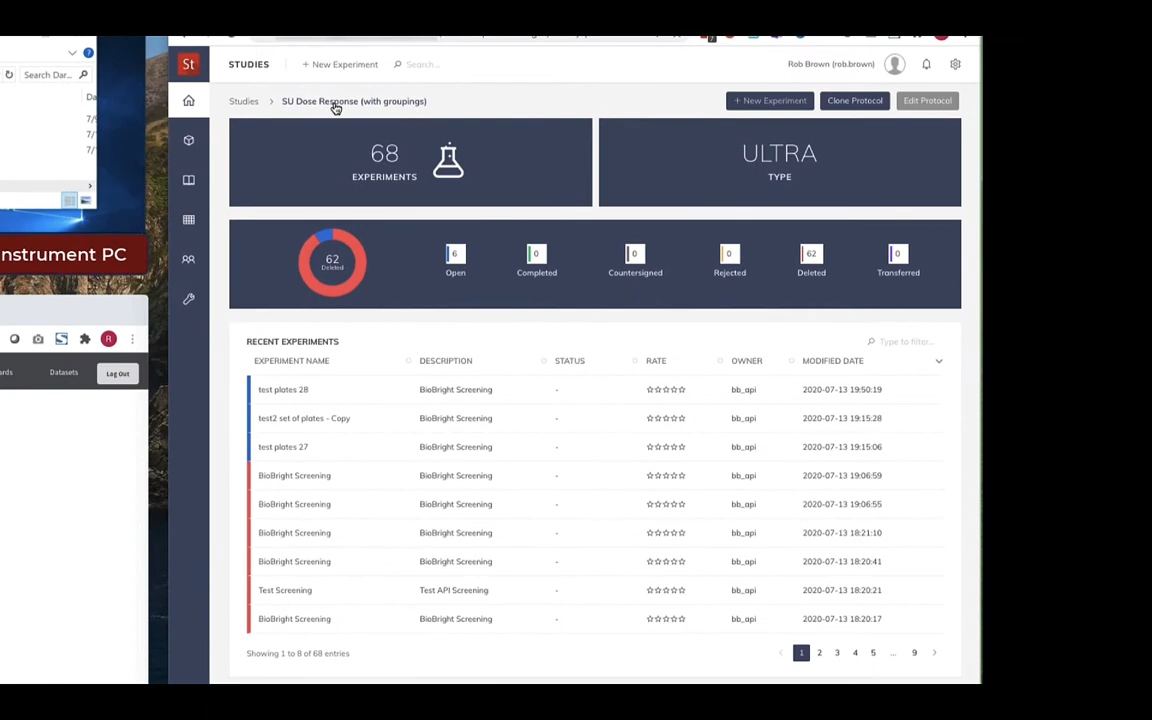 Search Dar...
Da
7/
7/
7/
nstrument PC
R
ards
Datasets
Log Out
St
STUDIES
+ New Experiment
Search...
Rob Brown (rob.brown)
Studies > SU Dose Response (with groupings)
+ New Experiment
Clone Protocol
Edit Protocol
68
EXPERIMENTS
ULTRA
TYPE
62
Deleted
6
Open
0
Completed
0
Countersigned
0
Rejected
62
Deleted
0
Transferred
RECENT EXPERIMENTS
Type to filter...
EXPERIMENT NAME DESCRIPTION STATUS RATE OWNER MODIFIED DATE
test plates 28 BioBright Screening - bb_api 2020-07-13 19:50:19
test2 set of plates - Copy BioBright Screening - bb_api 2020-07-13 19:15:28
test plates 27 BioBright Screening - bb_api 2020-07-13 19:15:06
BioBright Screening BioBright Screening - bb_api 2020-07-13 19:06:59
BioBright Screening BioBright Screening - bb_api 2020-07-13 19:06:55
BioBright Screening BioBright Screening - bb_api 2020-07-13 18:21:10
BioBright Screening BioBright Screening - bb_api 2020-07-13 18:20:41
Test Screening Test API Screening - bb_api 2020-07-13 18:20:21
BioBright Screening BioBright Screening - bb_api 2020-07-13 18:20:17
Showing 1 to 8 of 68 entries
1 2 3 4 5 ... 9